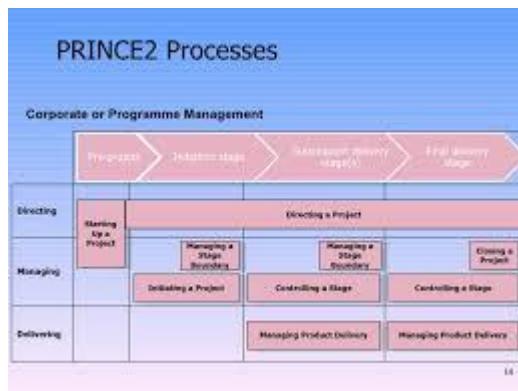 PRINCE2 Processes
Corporate or Programme Management
Pre-project
Initiation stage
Subsequent delivery
stage(s)
Final delivery
stage
Directing
Starting
Up a
Project
Directing a Project
Managing
Managing a
Stage
Boundary
Managing a
Stage
Boundary
Closing a
Project
Initiating a Project
Controlling a Stage
Controlling a Stage
Delivering
Managing Product Delivery
Managing Product Delivery